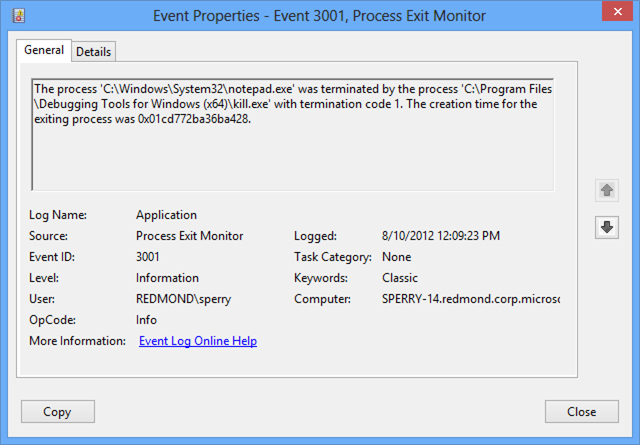 Event Properties - Event 3001, Process Exit Monitor
General Details
The process 'C:\Windows\System32\notepad.exe' was terminated by the process 'C:\Program Files
\Debugging Tools for Windows (x64)\kill.exe' with termination code 1. The creation time for the
exiting process was 0x01cd772ba36ba428.
Log Name: Application
Source: Process Exit Monitor Logged: 8/10/2012 12:09:23 PM
Event ID: 3001 Task Category: None
Level: Information Keywords: Classic
User: REDMOND\sperry Computer: SPERRY-14.redmond.corp.microsc
OpCode: Info
More Information: Event Log Online Help
Copy Close